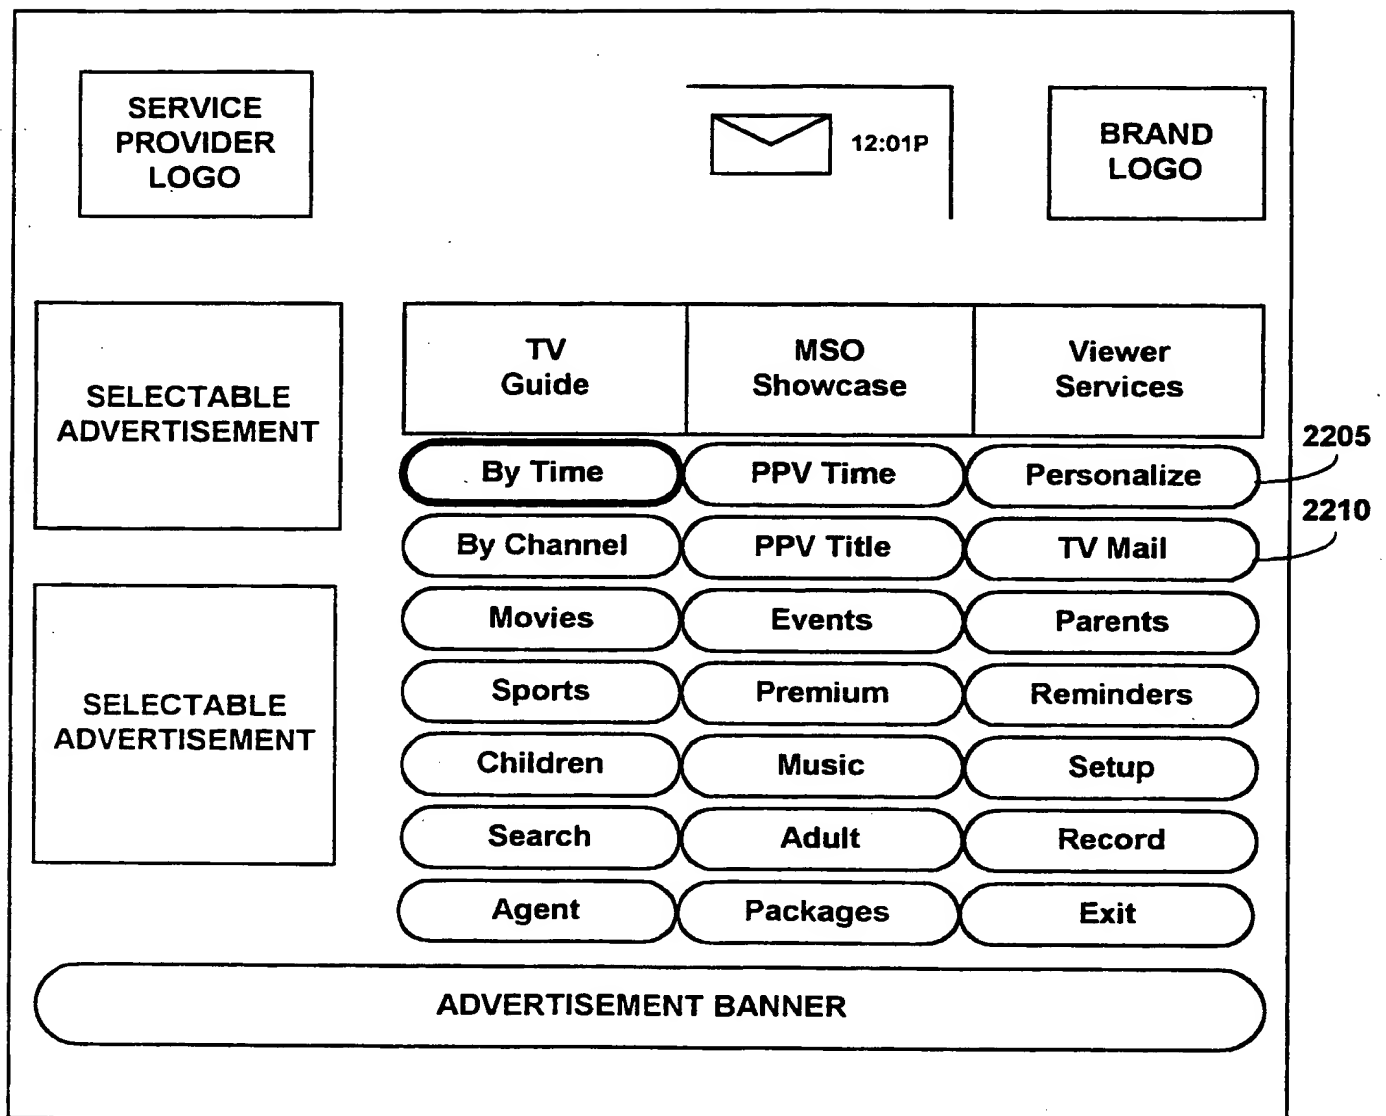 SERVICE
PROVIDER
LOGO
12:01P
BRAND
LOGO
SELECTABLE
ADVERTISEMENT
SELECTABLE
ADVERTISEMENT
TV
Guide
MSO
Showcase
Viewer
Services
By Time
PPV Time
Personalize
2205
By Channel
PPV Title
TV Mail
2210
Movies
Events
Parents
Sports
Premium
Reminders
Children
Music
Setup
Search
Adult
Record
Agent
Packages
Exit
ADVERTISEMENT BANNER